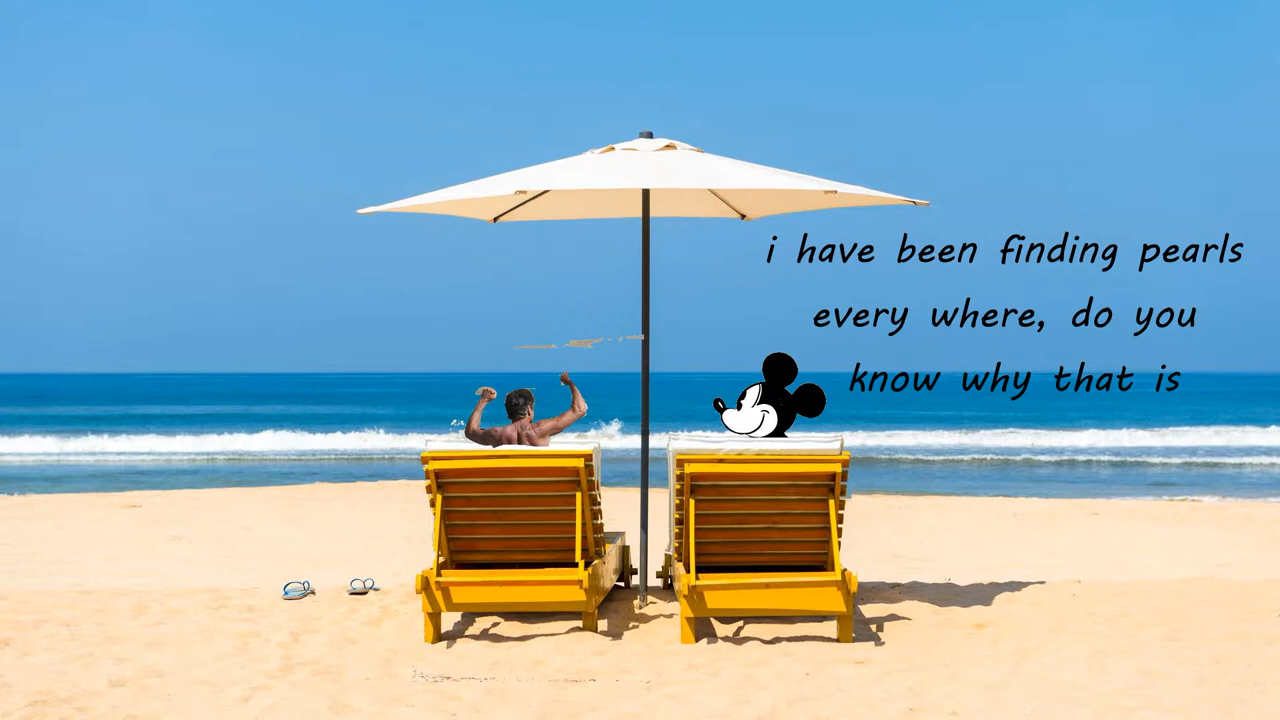 i have been finding pearls
every where, do you
know why that is